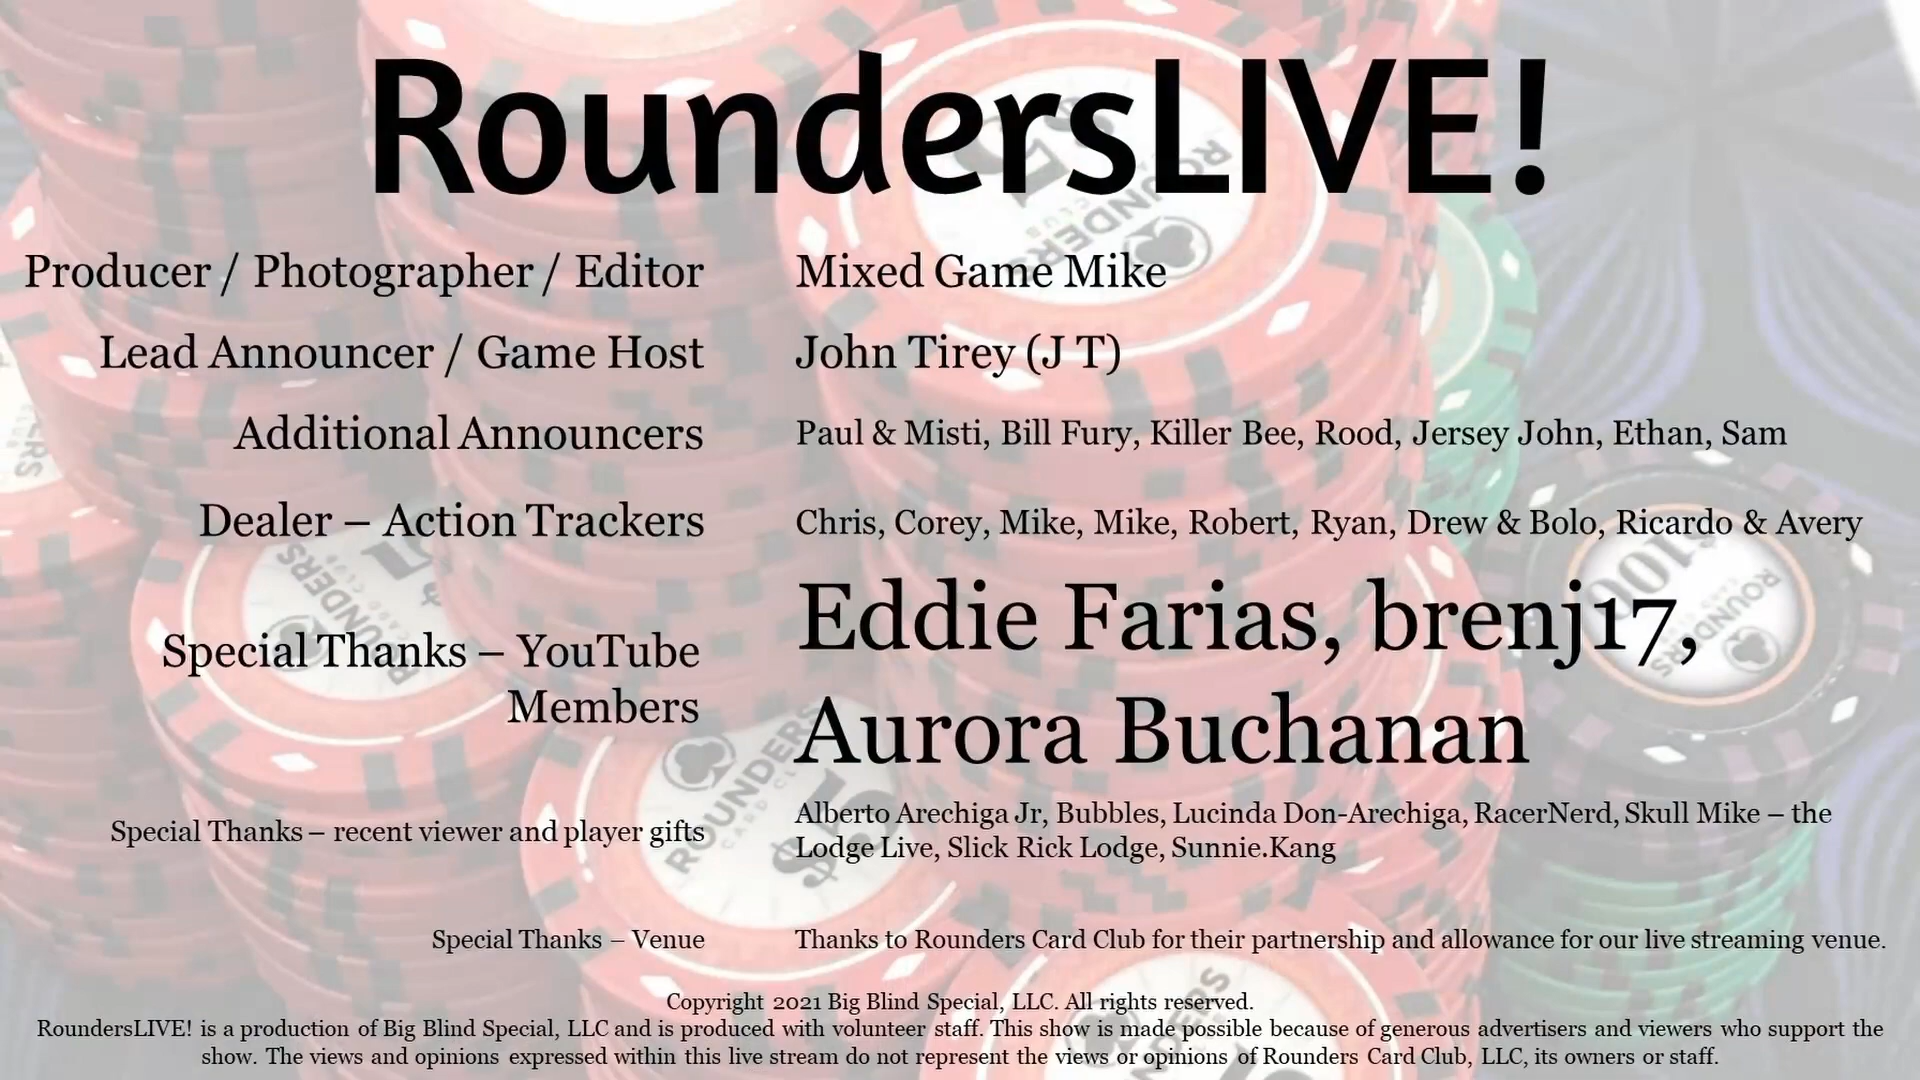 RoundersLIVE!
Producer / Photographer / Editor Mixed Game Mike
Lead Announcer / Game Host John Tirey (J T)
Additional Announcers Paul & Misti, Bill Fury, Killer Bee, Rood, Jersey John, Ethan, Sam
Dealer – Action Trackers Chris, Corey, Mike, Mike, Robert, Ryan, Drew & Bolo, Ricardo & Avery
Special Thanks – YouTube
Members
Eddie Farias, brenj17,
Aurora Buchanan
Special Thanks – recent viewer and player gifts
Alberto Arechiga Jr, Bubbles, Lucinda Don-Arechiga, RacerNerd, Skull Mike – the
Lodge Live, Slick Rick Lodge, Sunnie.Kang
Special Thanks – Venue Thanks to Rounders Card Club for their partnership and allowance for our live streaming venue.
Copyright 2021 Big Blind Special, LLC. All rights reserved.
RoundersLIVE! is a production of Big Blind Special, LLC and is produced with volunteer staff. This show is made possible because of generous advertisers and viewers who support the
show. The views and opinions expressed within this live stream do not represent the views or opinions of Rounders Card Club, LLC, its owners or staff.
ROUNDERS
CARD CLUB
$5
ROUNDERS
$100
ROUNDERS